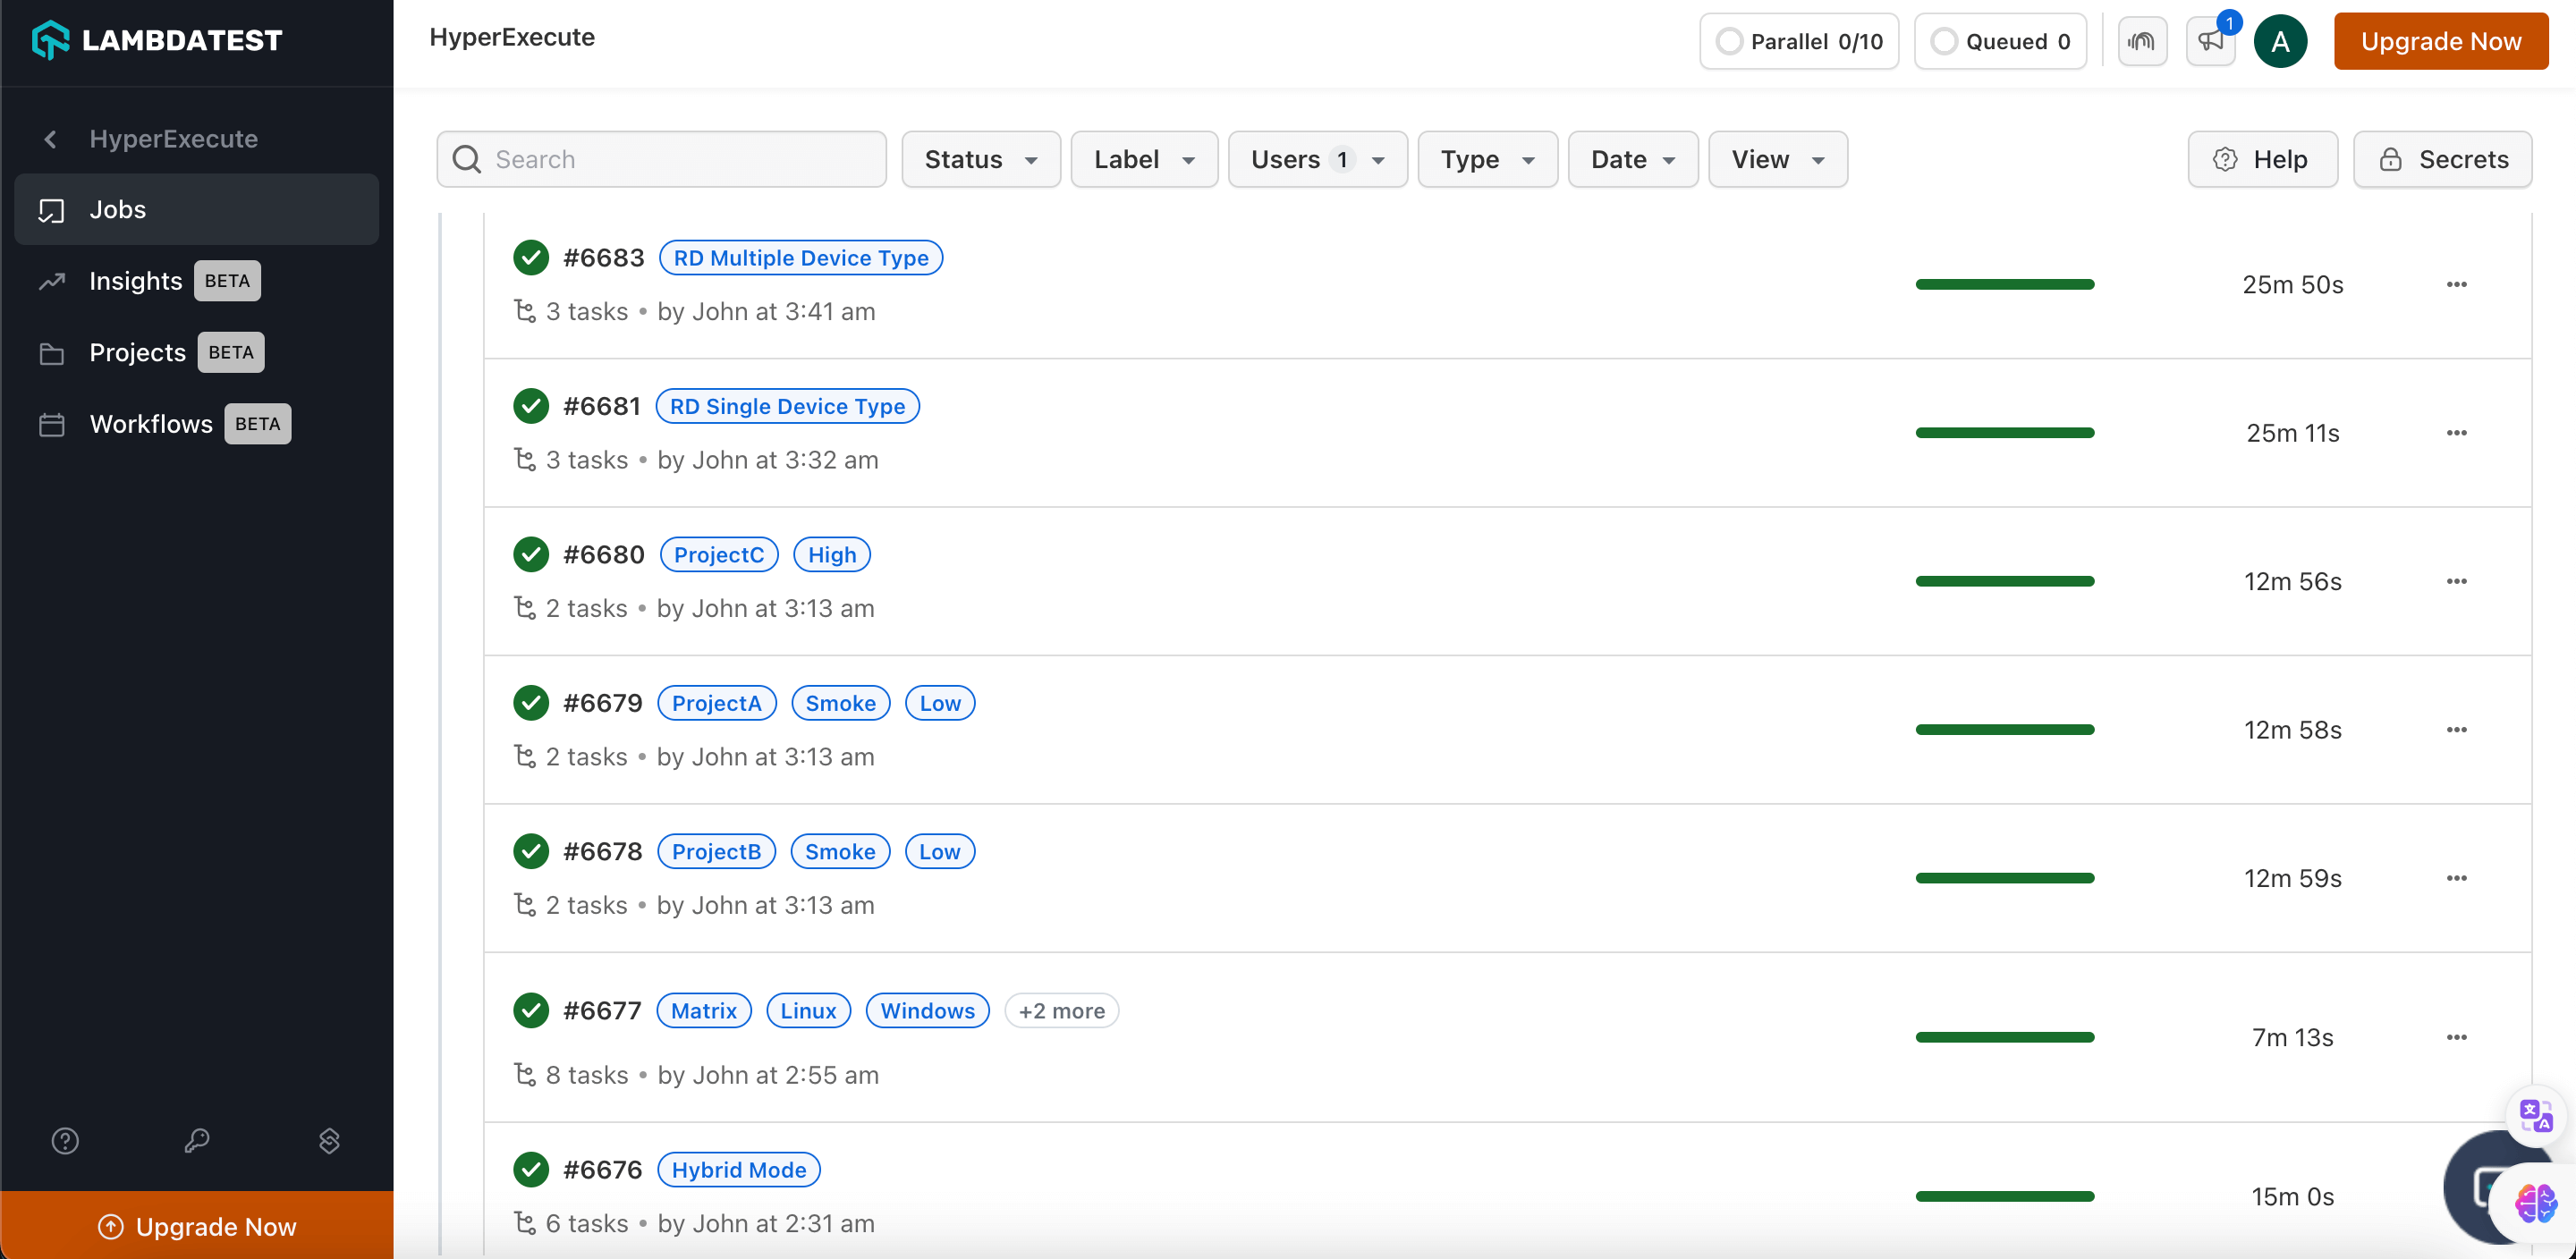 LAMBDATEST
HyperExecute
Parallel 0/10
Queued 0
1
A
Upgrade Now
HyperExecute
Jobs
Insights BETA
Projects BETA
Workflows BETA
Upgrade Now
Search
Status
Label
Users 1
Type
Date
View
Help
Secrets
#6683 RD Multiple Device Type
3 tasks • by John at 3:41 am
25m 50s
#6681 RD Single Device Type
3 tasks • by John at 3:32 am
25m 11s
#6680 ProjectC High
2 tasks • by John at 3:13 am
12m 56s
#6679 ProjectA Smoke Low
2 tasks • by John at 3:13 am
12m 58s
#6678 ProjectB Smoke Low
2 tasks • by John at 3:13 am
12m 59s
#6677 Matrix Linux Windows +2 more
8 tasks • by John at 2:55 am
7m 13s
#6676 Hybrid Mode
6 tasks • by John at 2:31 am
15m 0s
文 A